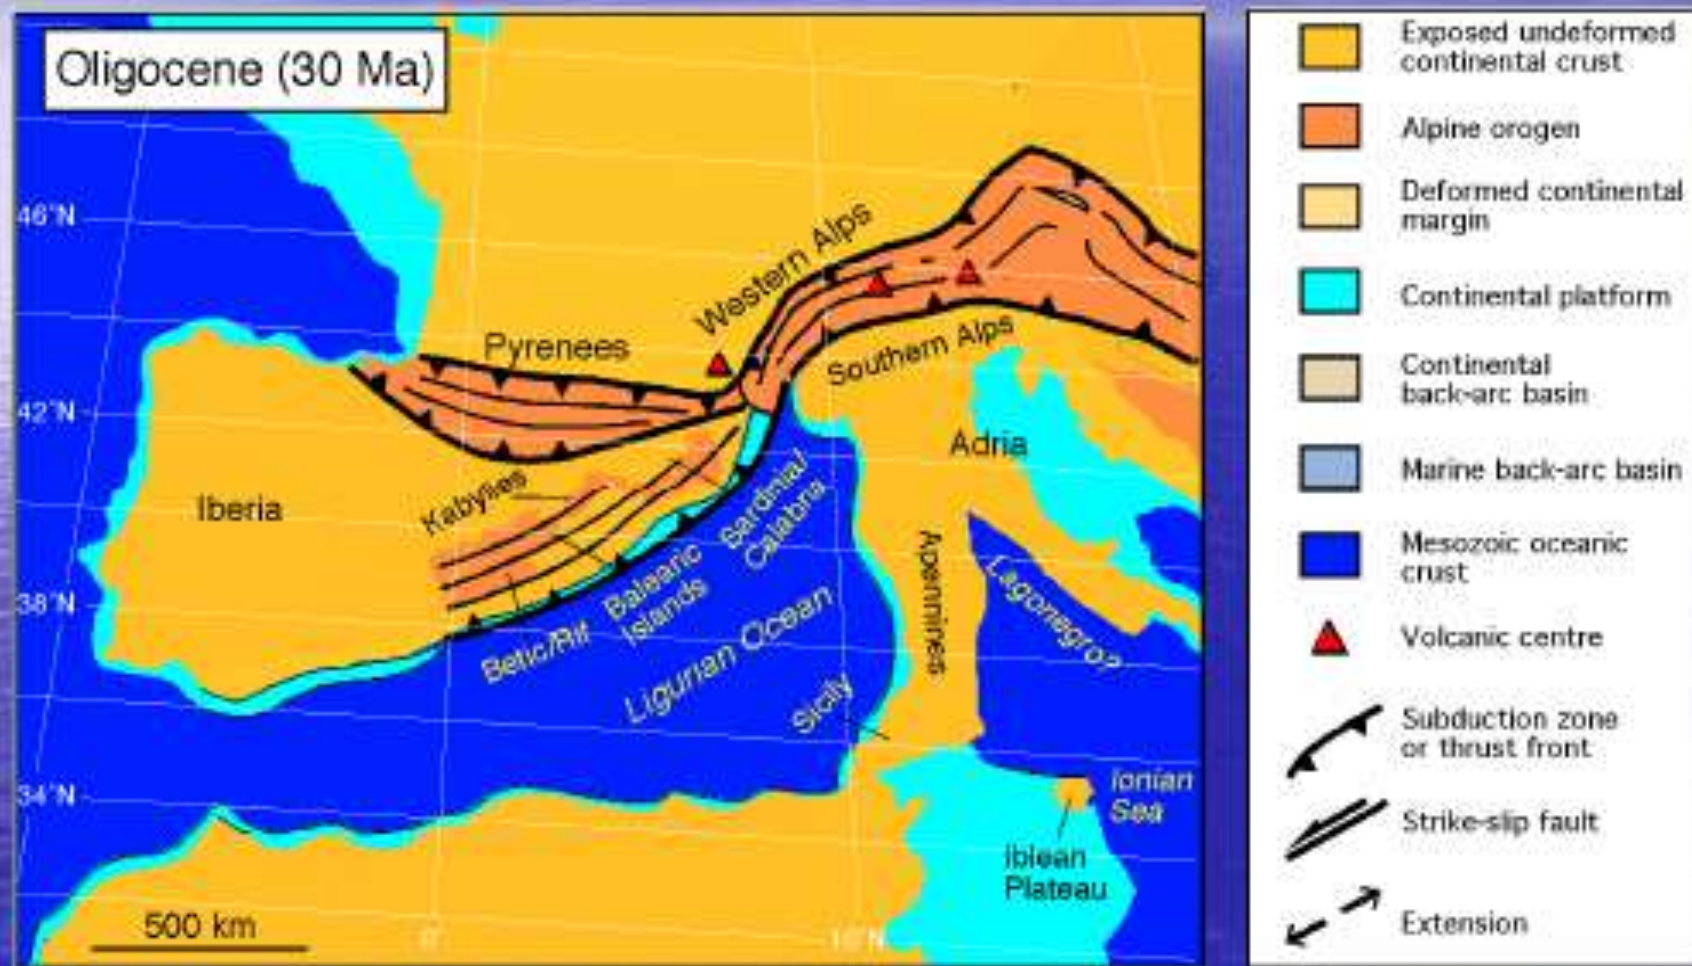 Oligocene (30 Ma)
46°N
42°N
38°N
34°N
Western Alps
Pyrenees
Southern Alps
Adria
Iberia
Kabylies
Sardinia/
Calabria
Balearic
Islands
Betic/Rif
Ligurian Ocean
Apennines
Lagonegro?
Sicily
Ionian
Sea
Iblean
Plateau
500 km
0°
10°N
Exposed undeformed
continental crust
Alpine orogen
Deformed continental
margin
Continental platform
Continental
back-arc basin
Marine back-arc basin
Mesozoic oceanic
crust
Volcanic centre
Subduction zone
or thrust front
Strike-slip fault
Extension